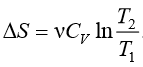 ΔS = νC_V ln T₂/T₁